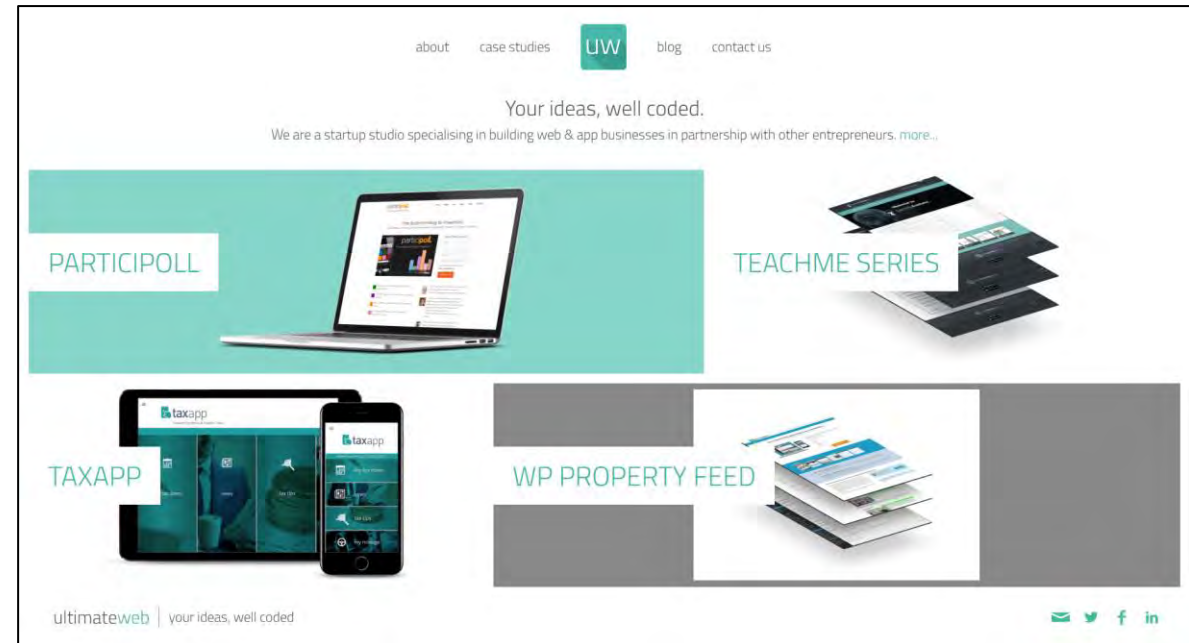 about case studies UW blog contact us
Your ideas, well coded.
We are a startup studio specialising in building web & app businesses in partnership with other entrepreneurs. more...
PARTICIPOLL
TEACHME SERIES
taxapp
taxapp
TAXAPP
WP PROPERTY FEED
ultimateweb | your ideas, well coded